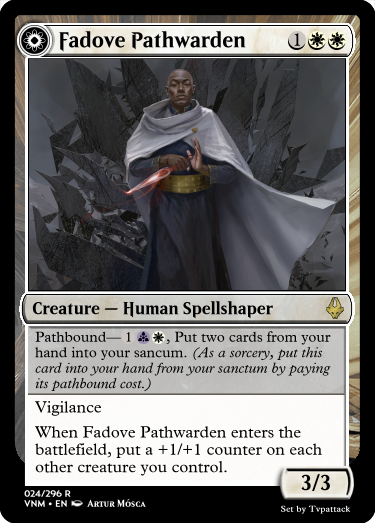 Fadove Pathwarden 1
Creature — Human Spellshaper
Pathbound— 1 , Put two cards from your
hand into your sancum. (As a sorcery, put this
card into your hand from your sanctum by paying
its pathbound cost.)
Vigilance
When Fadove Pathwarden enters the
battlefield, put a +1/+1 counter on each
other creature you control.
3/3
024/296 R
VNM • EN Artur Mósca
Set by Tvpattack